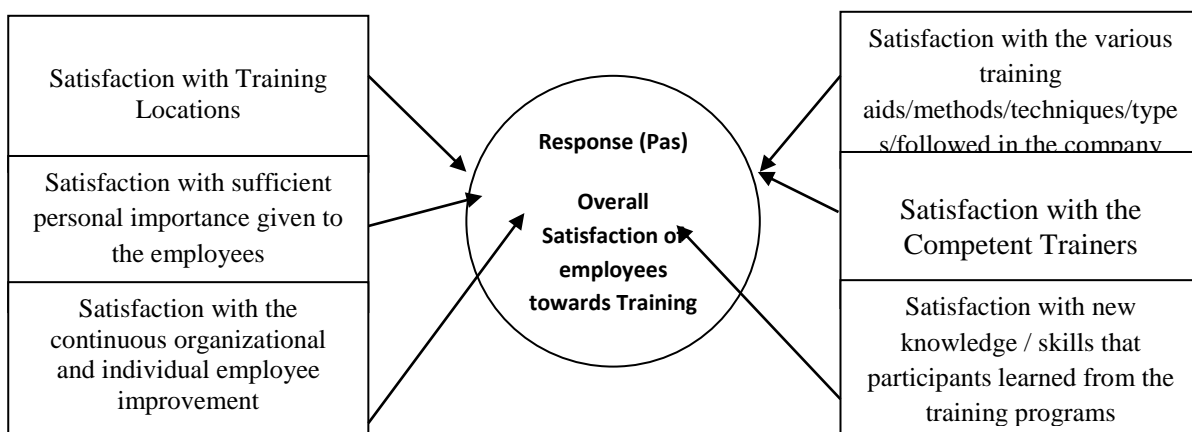 Satisfaction with Training
Locations
Satisfaction with sufficient
personal importance given to
the employees
Satisfaction with the
continuous organizational
and individual employee
improvement
Response (Pas)
Overall
Satisfaction of
employees
towards Training
Satisfaction with the various
training
aids/methods/techniques/type
s/followed in the company
Satisfaction with the
Competent Trainers
Satisfaction with new
knowledge / skills that
participants learned from the
training programs